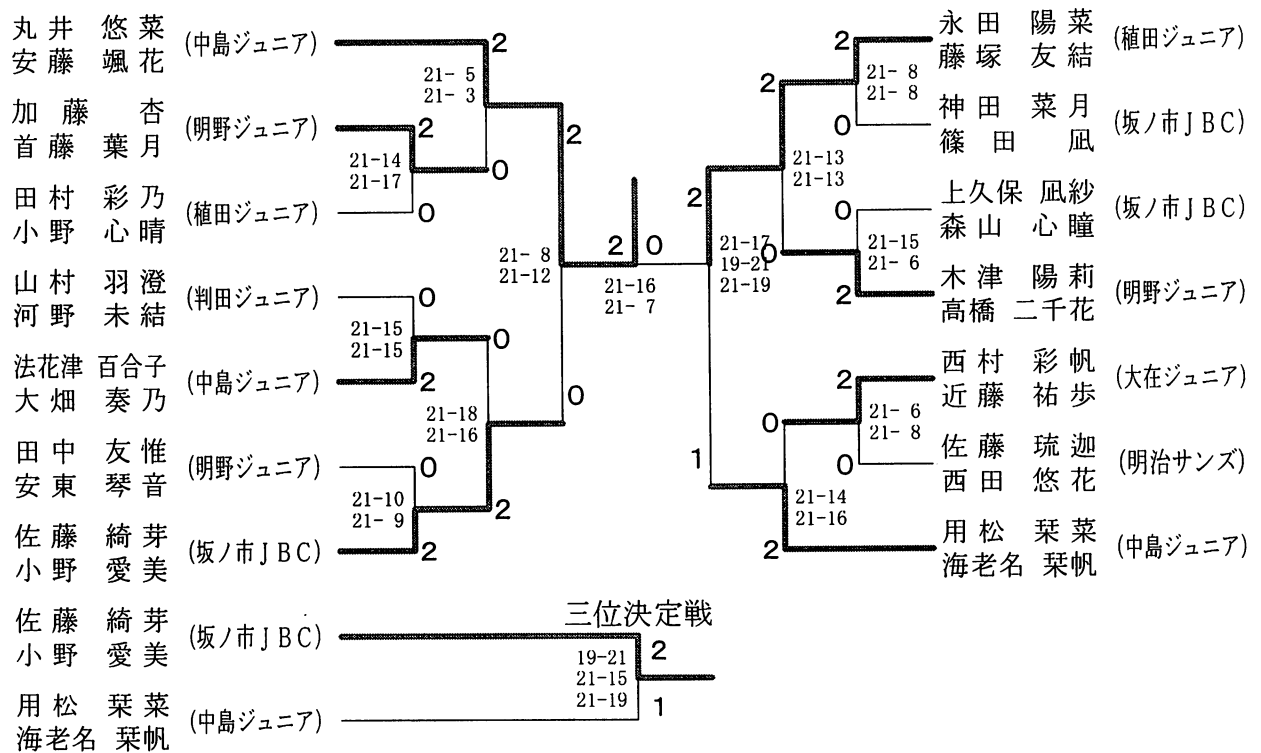 丸井 悠菜
安藤 颯花
(中島ジュニア)
2
21- 5
21- 3
加藤 杏
首藤 葉月
(明野ジュニア)
2
0
21-14
21-17
田村 彩乃
小野 心晴
(稙田ジュニア)
0
2
21- 8
21-12
山村 羽澄
河野 未結
(判田ジュニア)
0
21-15
21-15
0
法花津 百合子
大畑 奏乃
(中島ジュニア)
2
21-18
21-16
0
田中 友惟
安東 琴音
(明野ジュニア)
0
21-10
21- 9
2
佐藤 綺芽
小野 愛美
(坂ノ市JBC)
2
2 0
21-16
21- 7
永田 陽菜
藤塚 友結
(稙田ジュニア)
2
21- 8
21- 8
2
神田 菜月
篠田 凪
(坂ノ市JBC)
0
21-13
21-13
2
上久保 凪紗
森山 心瞳
(坂ノ市JBC)
0
21-15
21- 6
0
21-17
19-21
21-19
木津 陽莉
高橋 二千花
(明野ジュニア)
2
西村 彩帆
近藤 祐歩
(大在ジュニア)
2
21- 6
21- 8
0
佐藤 琉迦
西田 悠花
(明治サンズ)
0
1
21-14
21-16
用松 栞菜
海老名 栞帆
(中島ジュニア)
2
三位決定戦
佐藤 綺芽
小野 愛美
(坂ノ市JBC)
2
19-21
21-15
21-19
1
用松 栞菜
海老名 栞帆
(中島ジュニア)